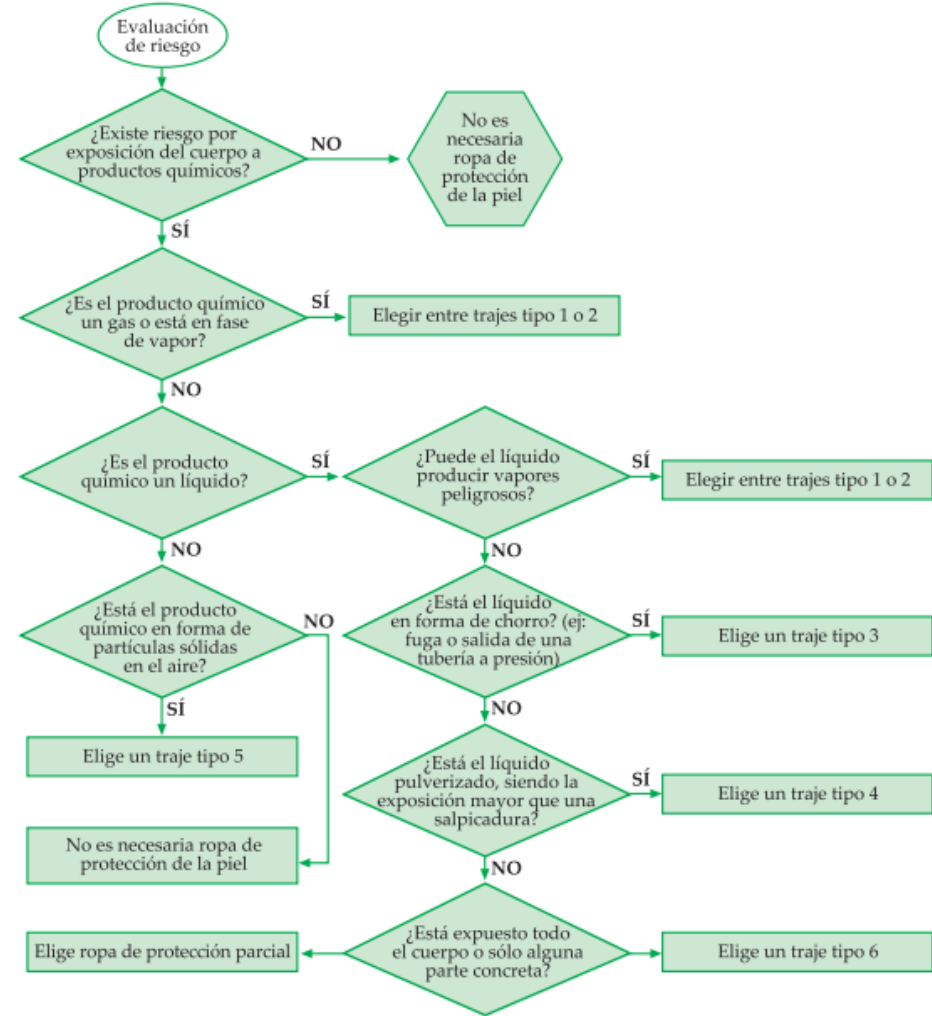 Evaluación
de riesgo
¿Existe riesgo por
exposición del cuerpo a
productos químicos?
NO
No es
necesaria
ropa de
protección
de la piel
SÍ
¿Es el producto químico
un gas o está en fase
de vapor?
SÍ
Elegir entre trajes tipo 1 o 2
NO
¿Es el producto
químico un líquido?
SÍ
¿Puede el líquido
producir vapores
peligrosos?
SÍ
Elegir entre trajes tipo 1 o 2
NO
NO
¿Está el producto
químico en forma de
partículas sólidas
en el aire?
NO
¿Está el líquido
en forma de chorro? (ej:
fuga o salida de una
tubería a presión)
SÍ
Elige un traje tipo 3
SÍ
NO
Elige un traje tipo 5
¿Está el líquido
pulverizado, siendo la
exposición mayor que una
salpicadura?
SÍ
Elige un traje tipo 4
No es necesaria ropa de
protección de la piel
NO
Elige ropa de protección parcial
¿Está expuesto todo
el cuerpo o sólo alguna
parte concreta?
Elige un traje tipo 6